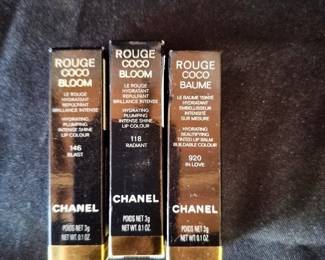 ROUGE
COCO
BLOOM
LE ROUGE
HYDRATANT
REPULPANT
BRILLANCE INTENSE
HYDRATING
PLUMPING
INTENSE SHINE
LIP COLOUR
146
BLAST
CHANEL
POIDS NET 3g
NET WT. 0.1 OZ.
ROUGE
COCO
BLOOM
LE ROUGE
HYDRATANT
REPULPANT
BRILLANCE INTENSE
HYDRATING
PLUMPING
INTENSE SHINE
LIP COLOUR
118
RADIANT
CHANEL
POIDS NET 3g
NET WT. 0.1 OZ.
ROUGE
COCO
BAUME
LE BAUME TEINTÉ
HYDRATANT
EMBELLISSEUR
INTENSITÉ
SUR MESURE
HYDRATING
BEAUTIFYING
TINTED LIP BALM
BUILDABLE COLOUR
920
IN LOVE
CHANEL
POIDS NET 3g
NET WT. 0.1 OZ.